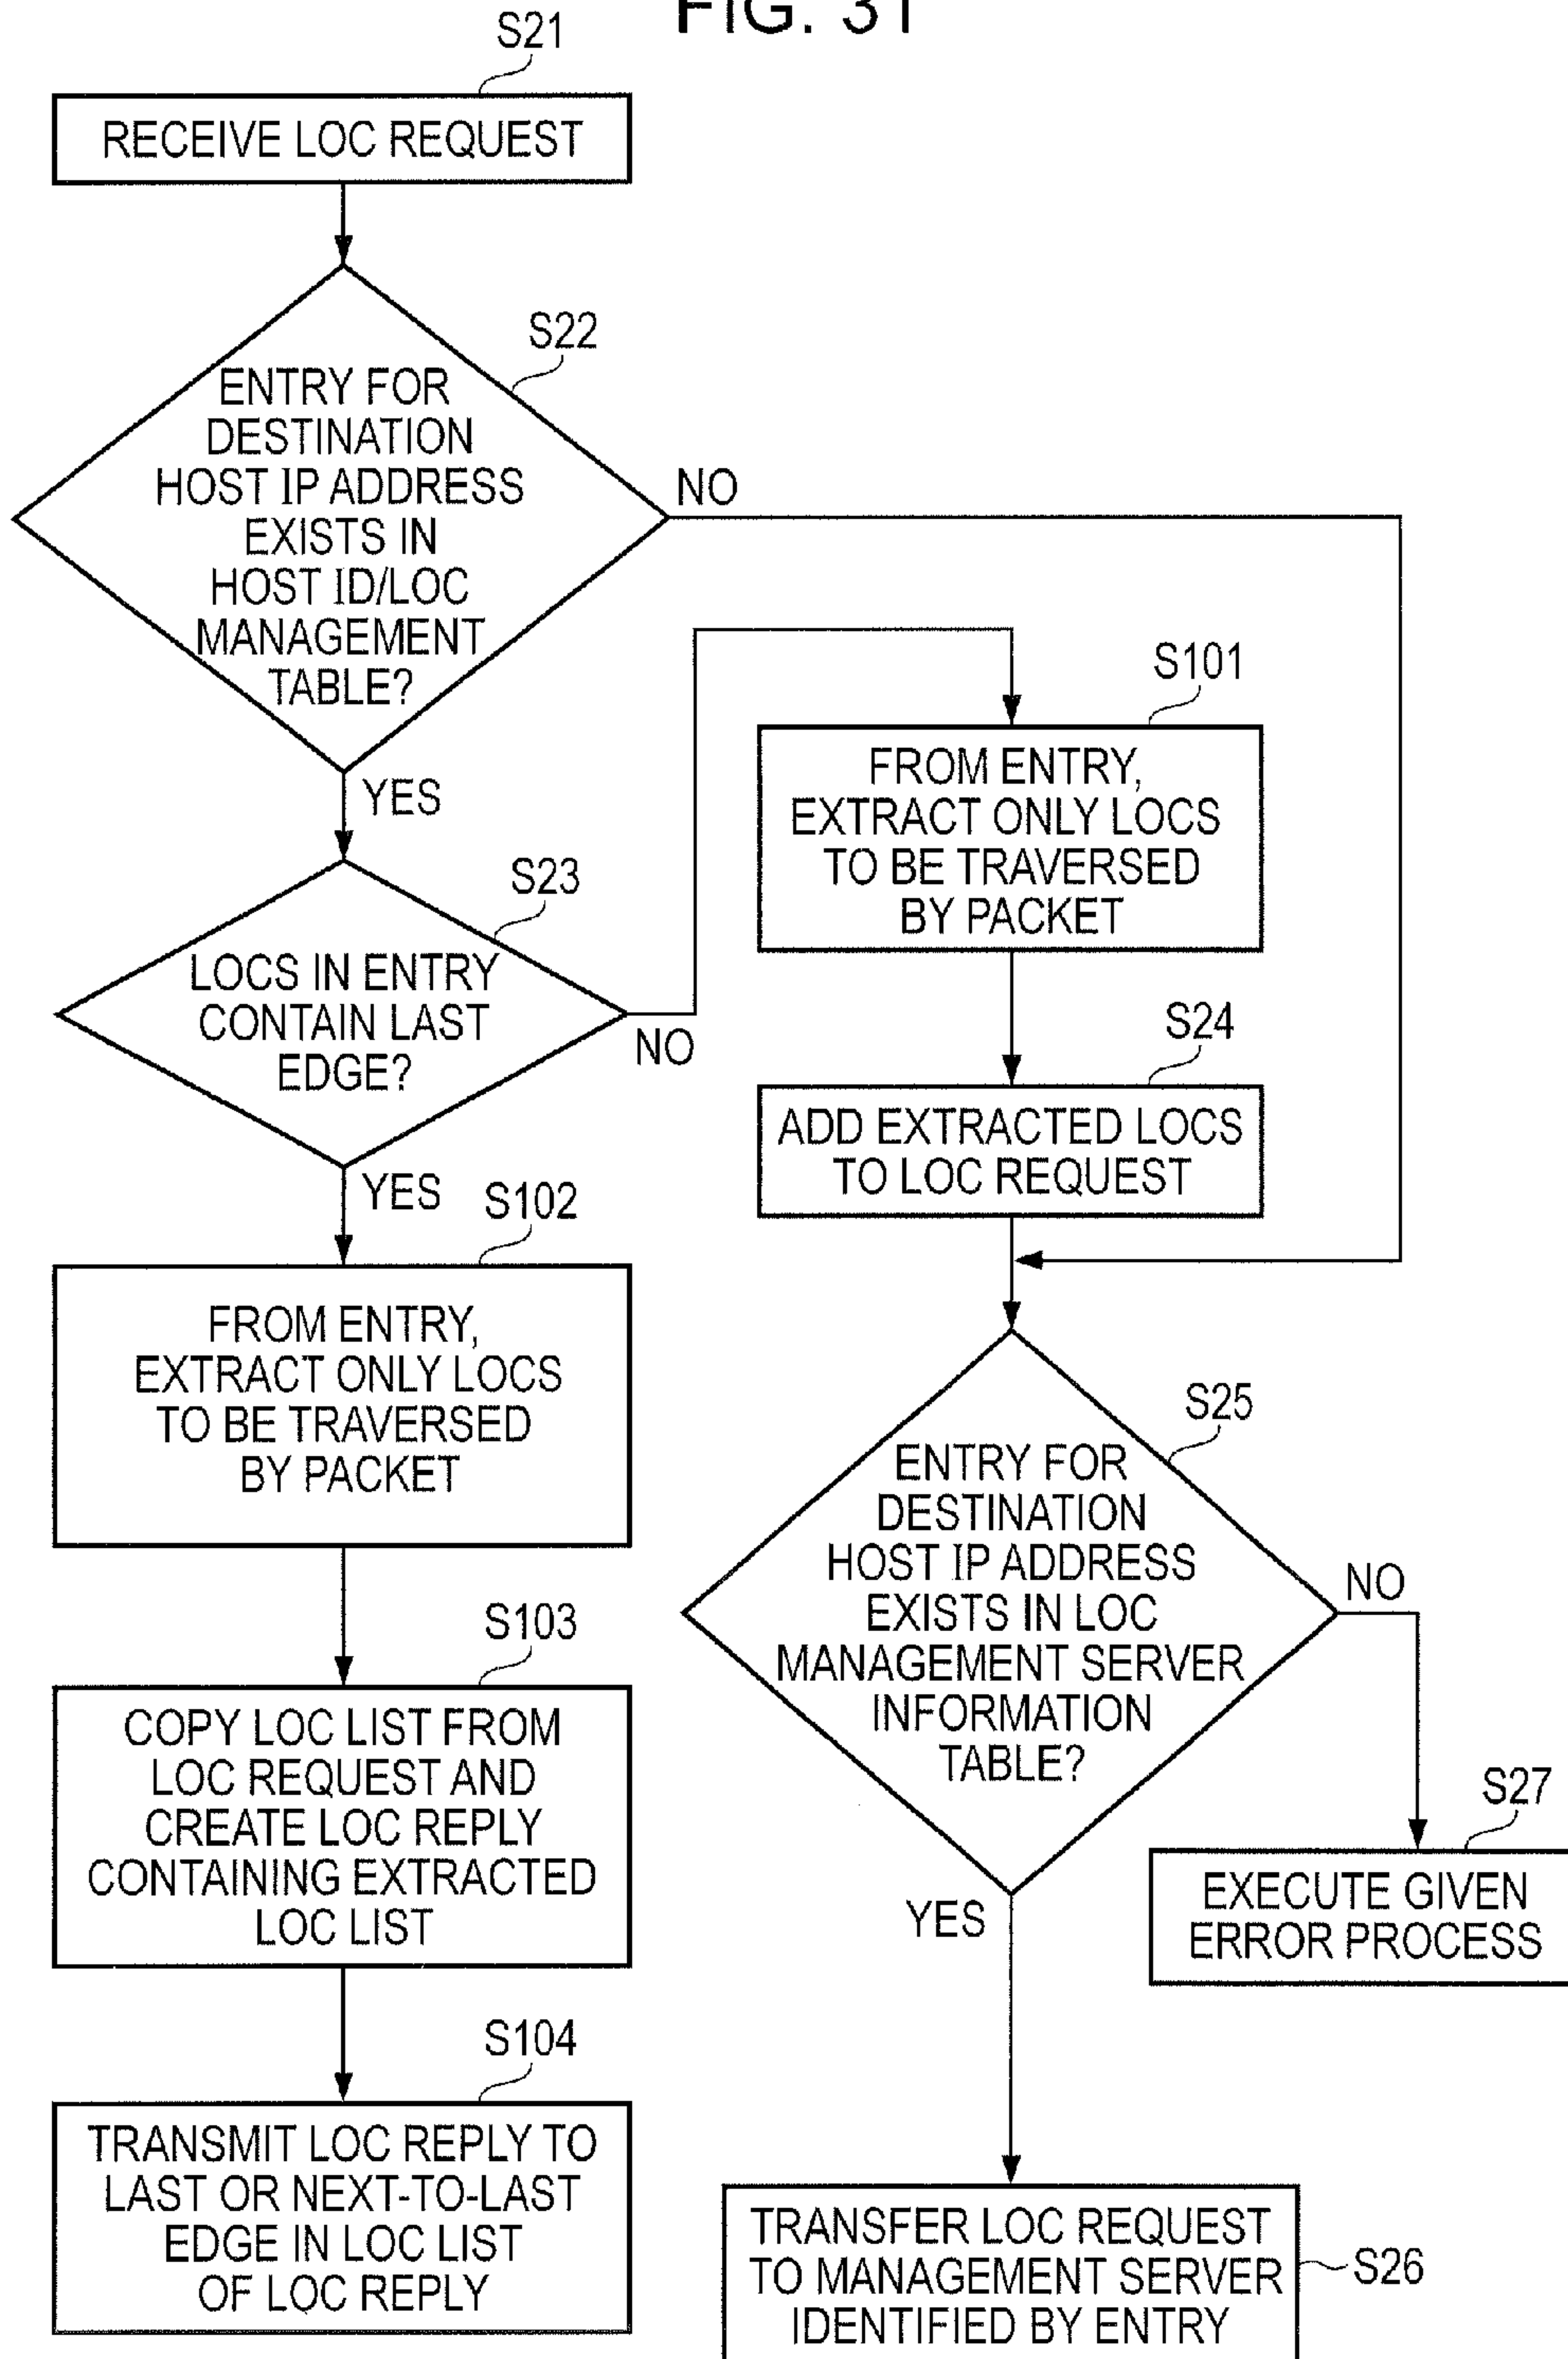 FIG. 31
S21
RECEIVE LOC REQUEST
S22
ENTRY FOR
DESTINATION
HOST IP ADDRESS
EXISTS IN
HOST ID/LOC
MANAGEMENT
TABLE?
NO
YES
S23
LOCS IN ENTRY
CONTAIN LAST
EDGE?
NO
YES
S101
FROM ENTRY,
EXTRACT ONLY LOCS
TO BE TRAVERSED
BY PACKET
S24
ADD EXTRACTED LOCS
TO LOC REQUEST
S102
FROM ENTRY,
EXTRACT ONLY LOCS
TO BE TRAVERSED
BY PACKET
S103
COPY LOC LIST FROM
LOC REQUEST AND
CREATE LOC REPLY
CONTAINING EXTRACTED
LOC LIST
S104
TRANSMIT LOC REPLY TO
LAST OR NEXT-TO-LAST
EDGE IN LOC LIST
OF LOC REPLY
S25
ENTRY FOR
DESTINATION
HOST IP ADDRESS
EXISTS IN LOC
MANAGEMENT SERVER
INFORMATION
TABLE?
NO
YES
S27
EXECUTE GIVEN
ERROR PROCESS
TRANSFER LOC REQUEST
TO MANAGEMENT SERVER
IDENTIFIED BY ENTRY
S26